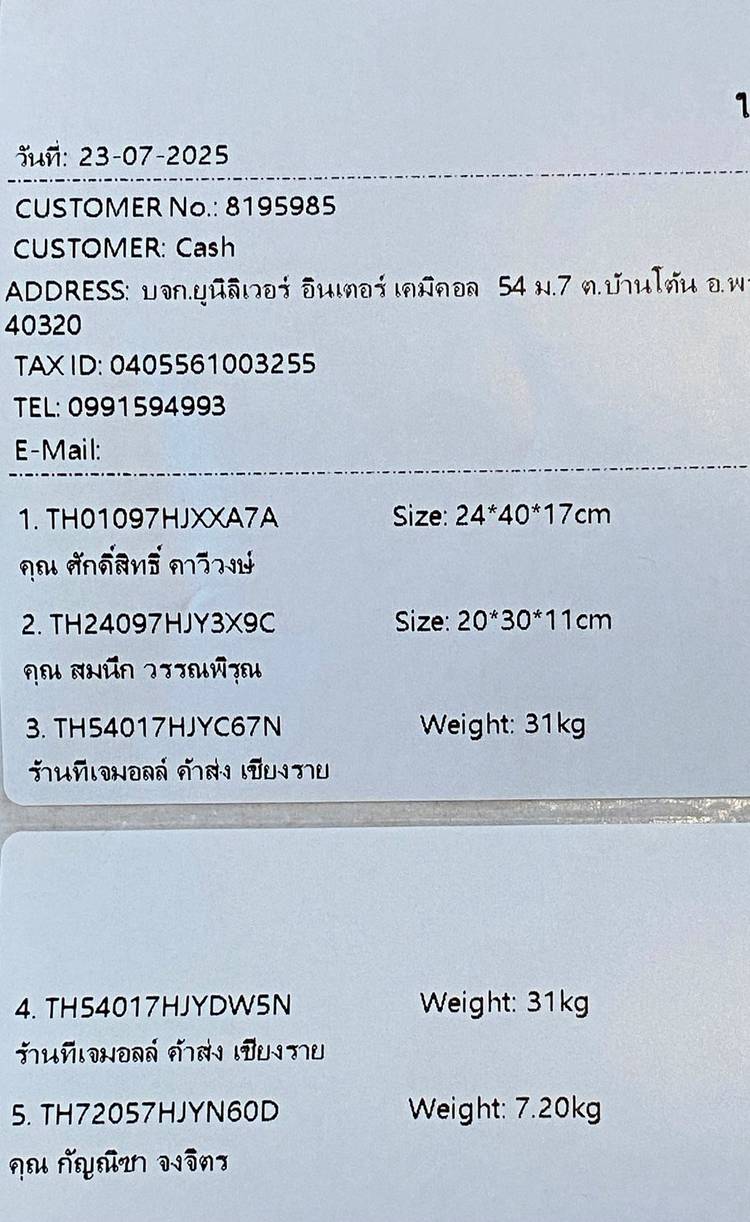 วันที่: 23-07-2025
CUSTOMER No.: 8195985
CUSTOMER: Cash
ADDRESS: บจก.ยูนิลิเวอร์ อินเตอร์ เคมีคอล 54 ม.7 ต.บ้านโต้น
40320
TAX ID: 0405561003255
TEL: 0991594993
E-Mail:
1. TH01097HJXXA7A Size: 24*40*17cm
คุณ ศักดิ์สิทธิ์ คาวีวงษ์
2. TH24097HJY3X9C Size: 20*30*11cm
คุณ สมนึก วรรณพิรุณ
3. TH54017HJYC67N Weight: 31kg
ร้านทีเจมอลล์ ค้าส่ง เชียงราย
4. TH54017HJYDW5N Weight: 31kg
ร้านทีเจมอลล์ ค้าส่ง เชียงราย
5. TH72057HJYN60D Weight: 7.20kg
คุณ กัญณิชา จงจิตร